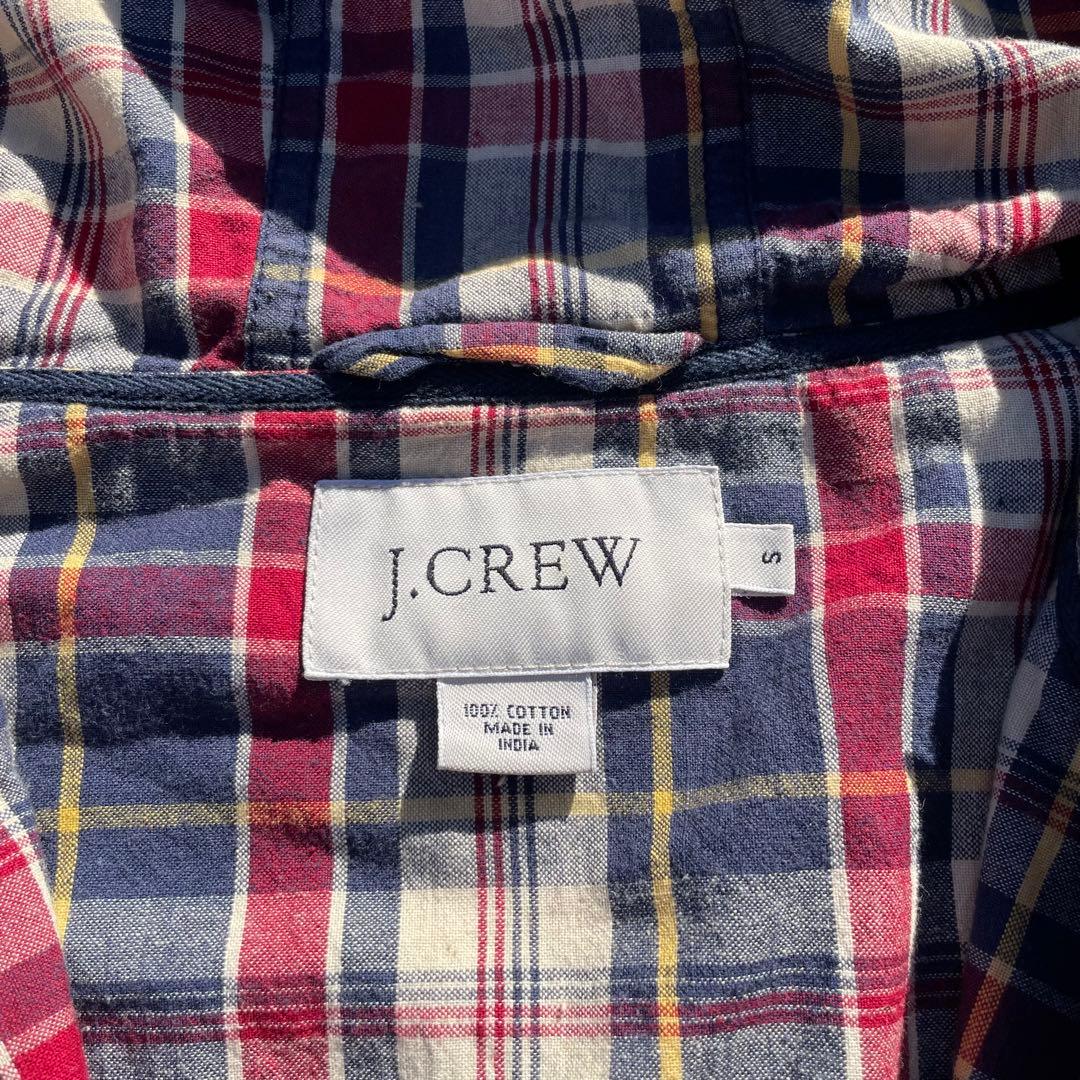 J.CREW
S
100% COTTON
MADE IN
INDIA